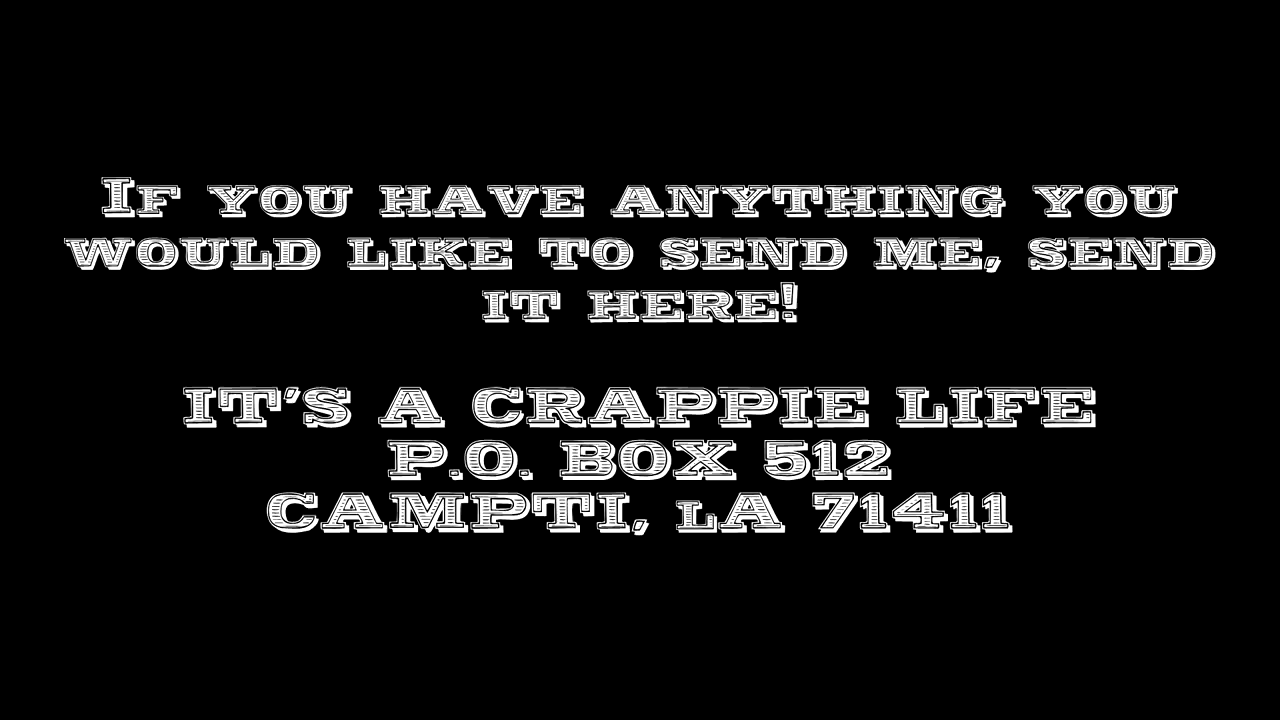 If you have anything you
would like to send me, send
it here!
IT'S A CRAPPIE LIFE
P.O. BOX 512
CAMPTI, lA 71411